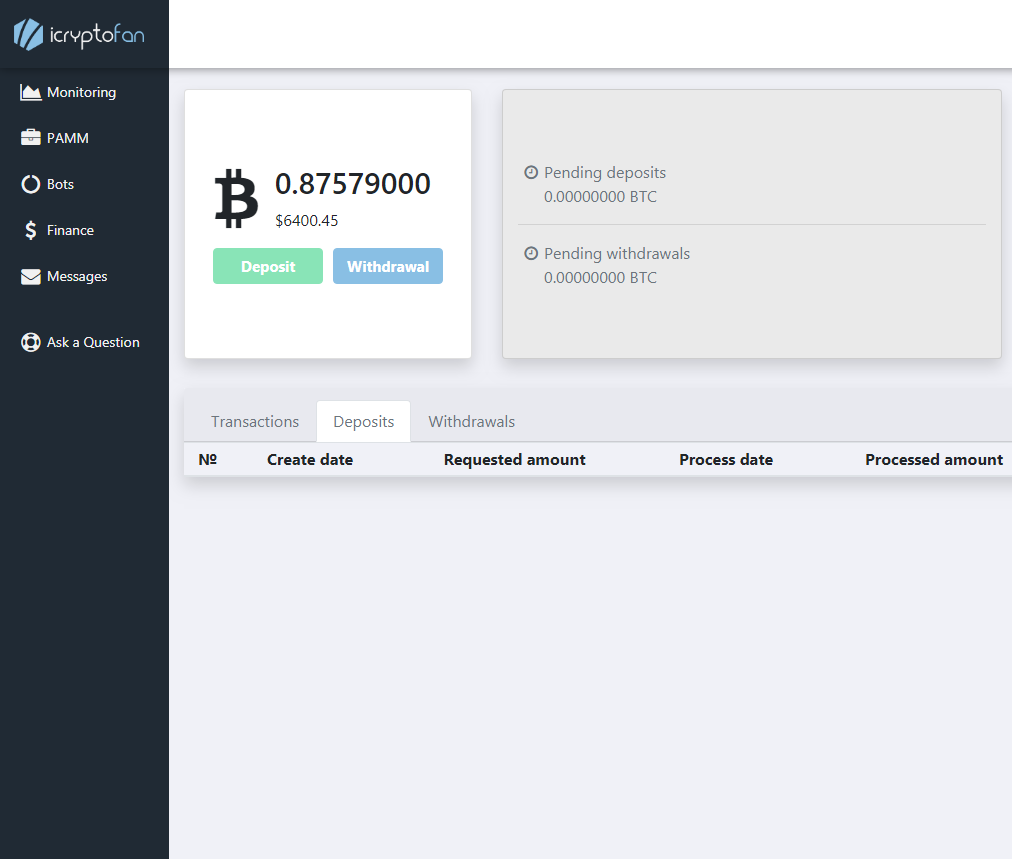 icryptofan
Monitoring
PAMM
Bots
Finance
Messages
Ask a Question
0.87579000
$6400.45
Deposit
Withdrawal
Pending deposits
0.00000000 BTC
Pending withdrawals
0.00000000 BTC
Transactions Deposits Withdrawals
№ Create date Requested amount Process date Processed amount